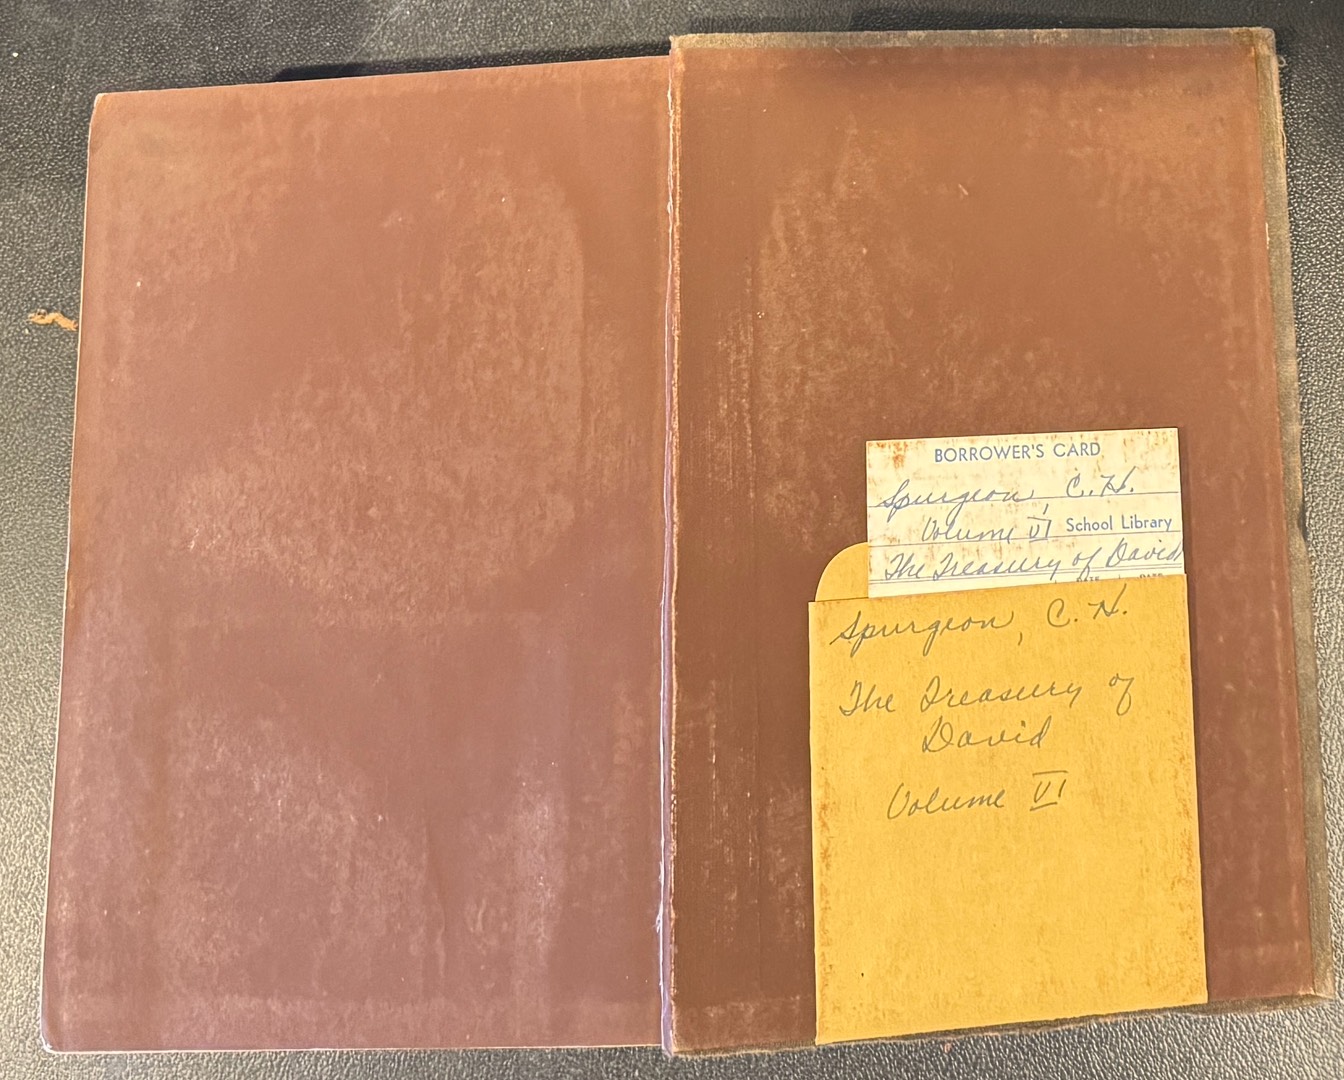 BORROWER'S CARD
Spurgeon, C. H.
Volume VI School Library
The Treasury of David
Spurgeon, C. H.
The Treasury of
David
Volume VI